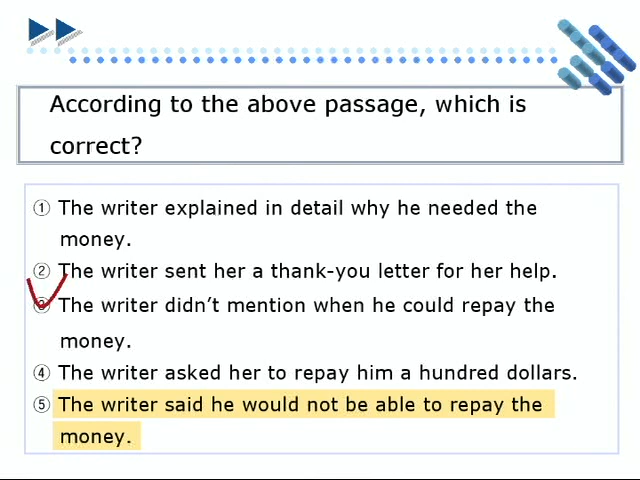 According to the above passage, which is
correct?
① The writer explained in detail why he needed the
money.
② The writer sent her a thank-you letter for her help.
③ The writer didn’t mention when he could repay the
money.
④ The writer asked her to repay him a hundred dollars.
⑤ The writer said he would not be able to repay the
money.